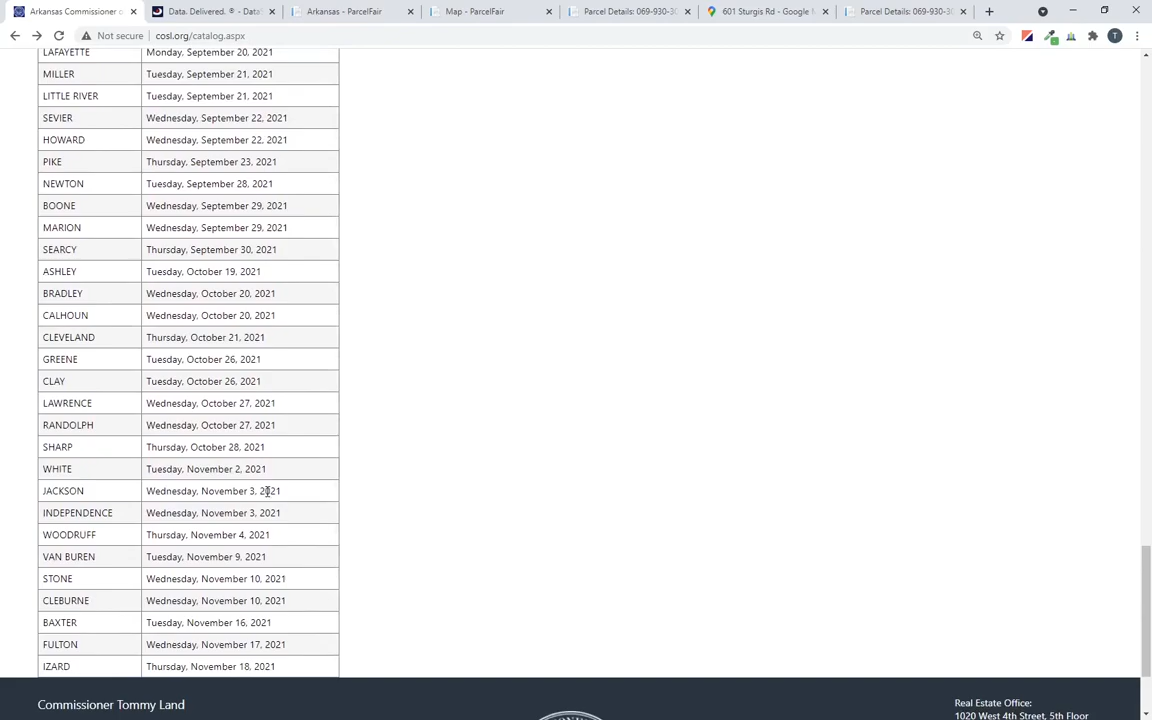 Arkansas Commissioner o
Data. Delivered. ® - Data
Arkansas - ParcelFair
Map - ParcelFair
Parcel Details: 069-930-30
601 Sturgis Rd - Google M
Parcel Details: 069-930-30
Not secure
cosl.org/catalog.aspx
T
LAFAYETTE Monday, September 20, 2021
MILLER Tuesday, September 21, 2021
LITTLE RIVER Tuesday, September 21, 2021
SEVIER Wednesday, September 22, 2021
HOWARD Wednesday, September 22, 2021
PIKE Thursday, September 23, 2021
NEWTON Tuesday, September 28, 2021
BOONE Wednesday, September 29, 2021
MARION Wednesday, September 29, 2021
SEARCY Thursday, September 30, 2021
ASHLEY Tuesday, October 19, 2021
BRADLEY Wednesday, October 20, 2021
CALHOUN Wednesday, October 20, 2021
CLEVELAND Thursday, October 21, 2021
GREENE Tuesday, October 26, 2021
CLAY Tuesday, October 26, 2021
LAWRENCE Wednesday, October 27, 2021
RANDOLPH Wednesday, October 27, 2021
SHARP Thursday, October 28, 2021
WHITE Tuesday, November 2, 2021
JACKSON Wednesday, November 3, 2021
INDEPENDENCE Wednesday, November 3, 2021
WOODRUFF Thursday, November 4, 2021
VAN BUREN Tuesday, November 9, 2021
STONE Wednesday, November 10, 2021
CLEBURNE Wednesday, November 10, 2021
BAXTER Tuesday, November 16, 2021
FULTON Wednesday, November 17, 2021
IZARD Thursday, November 18, 2021
Commissioner Tommy Land
Real Estate Office:
1020 West 4th Street, 5th Floor